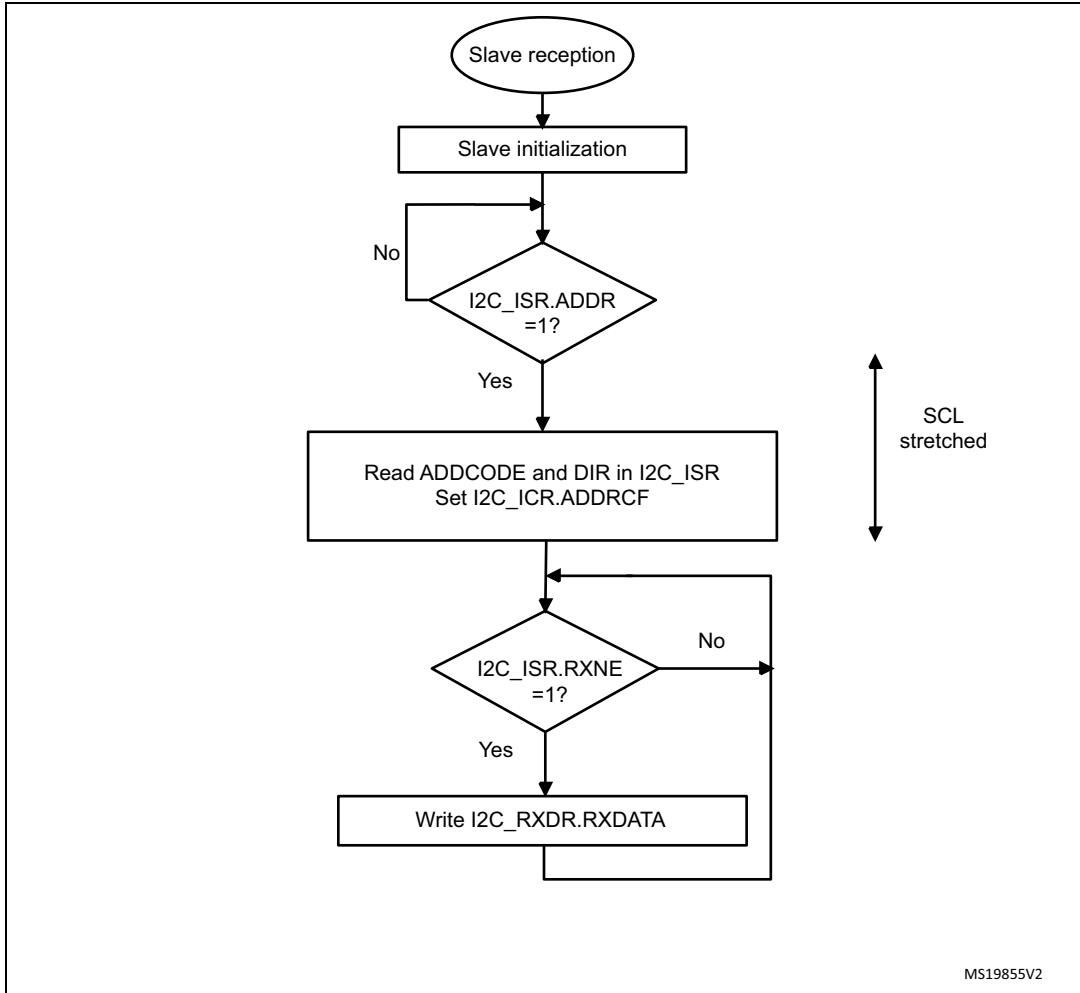 Slave reception
Slave initialization
No
I2C_ISR.ADDR
=1?
Yes
SCL
stretched
Read ADDCODE and DIR in I2C_ISR
Set I2C_ICR.ADDRCF
No
I2C_ISR.RXNE
=1?
Yes
Write I2C_RXDR.RXDATA
MS19855V2